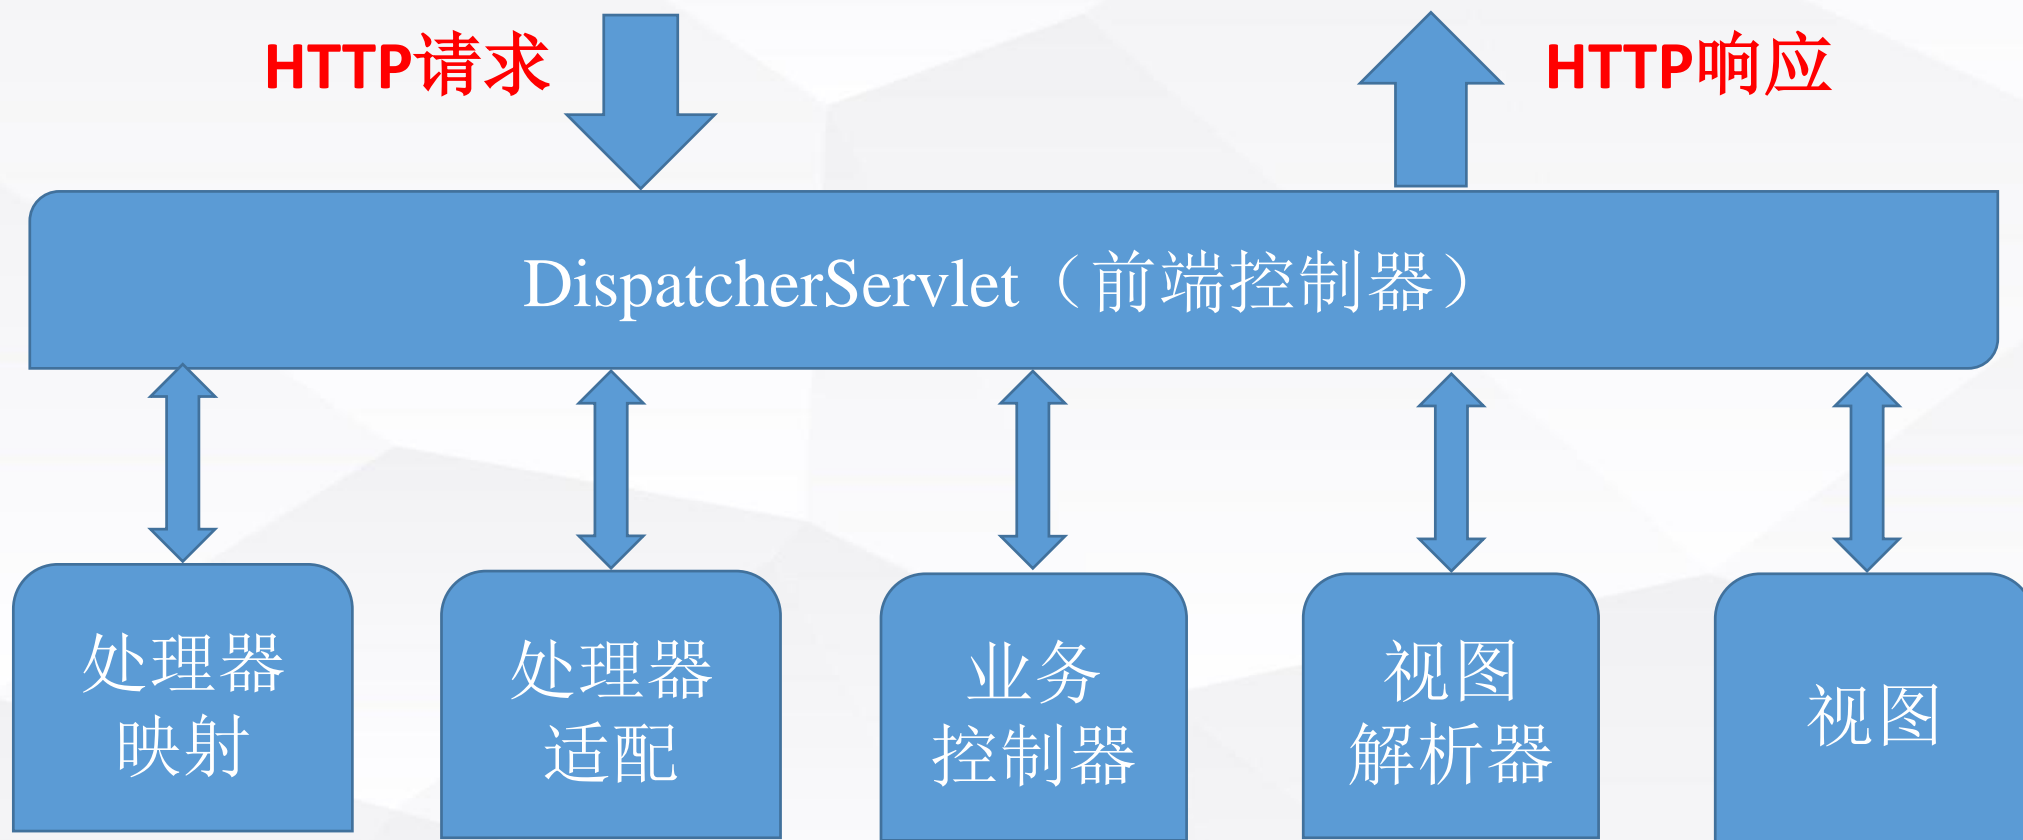 HTTP请求
HTTP响应
DispatcherServlet（前端控制器）
处理器
映射
处理器
适配
业务
控制器
视图
解析器
视图